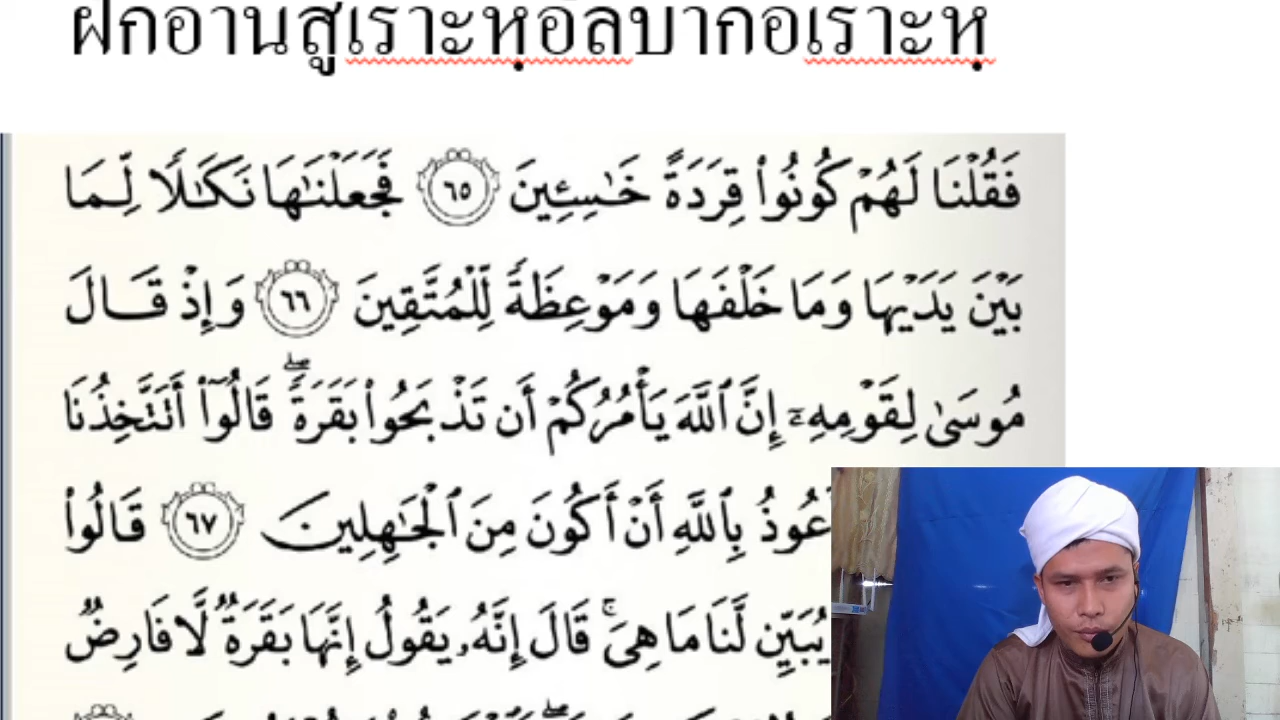 ฝึกอ่านสูเราะหฺอัลบากอเราะหฺ
فَقُلْنَا لَهُمْ كُونُوا۟ قِرَدَةً خَـٰسِـِٔينَ ٦٥ فَجَعَلْنَـٰهَا نَكَـٰلًا لِّمَا
بَيْنَ يَدَيْهَا وَمَا خَلْفَهَا وَمَوْعِظَةً لِّلْمُتَّقِينَ ٦٦ وَإِذْ قَالَ
مُوسَىٰ لِقَوْمِهِۦٓ إِنَّ ٱللَّهَ يَأْمُرُكُمْ أَن تَذْبَحُوا۟ بَقَرَةً ۖ قَالُوٓا۟ أَتَتَّخِذُنَا
عُوذُ بِٱللَّهِ أَنْ أَكُونَ مِنَ ٱلْجَـٰهِلِينَ ٦٧ قَالُوا۟
يُبَيِّن لَّنَا مَا هِىَ ۚ قَالَ إِنَّهُۥ يَقُولُ إِنَّهَا بَقَرَةٌ لَّا فَارِضٌ